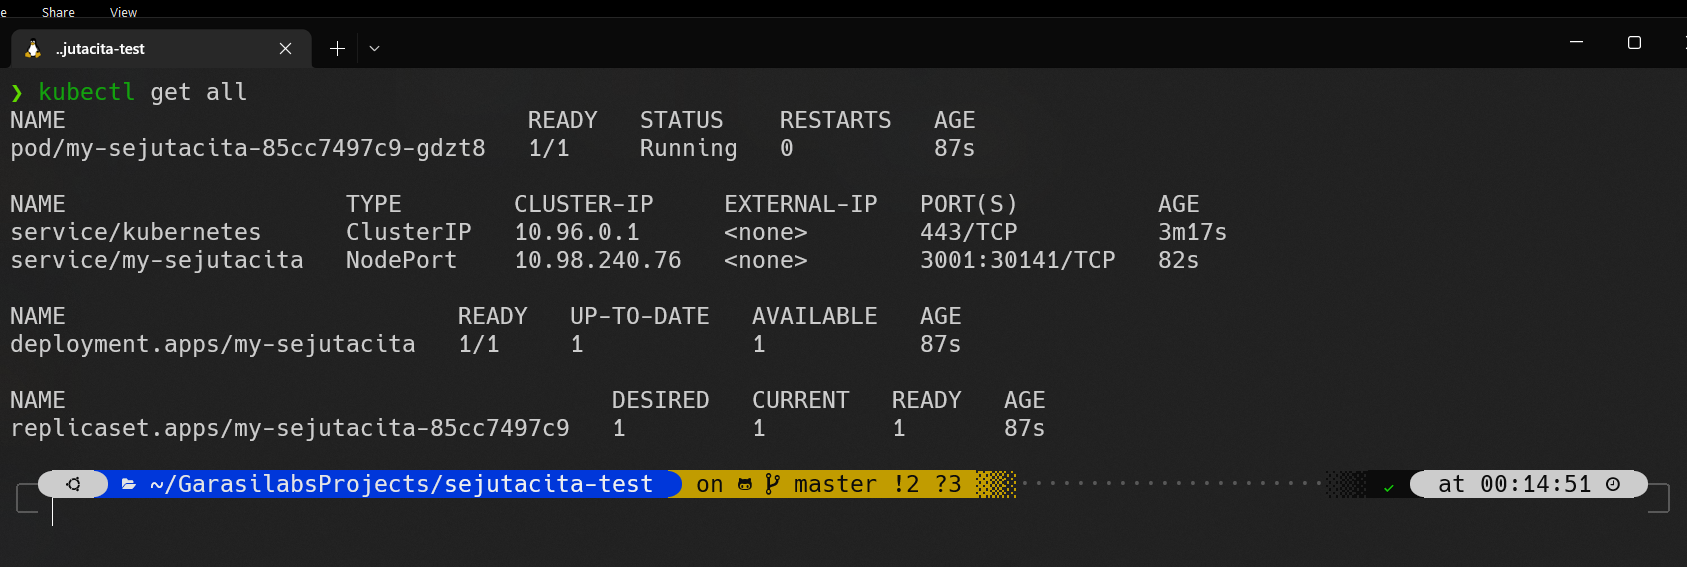 e Share View
..jutacita-test
❯ kubectl get all
NAME READY STATUS RESTARTS AGE
pod/my-sejutacita-85cc7497c9-gdzt8 1/1 Running 0 87s
NAME TYPE CLUSTER-IP EXTERNAL-IP PORT(S) AGE
service/kubernetes ClusterIP 10.96.0.1 <none> 443/TCP 3m17s
service/my-sejutacita NodePort 10.98.240.76 <none> 3001:30141/TCP 82s
NAME READY UP-TO-DATE AVAILABLE AGE
deployment.apps/my-sejutacita 1/1 1 1 87s
NAME DESIRED CURRENT READY AGE
replicaset.apps/my-sejutacita-85cc7497c9 1 1 1 87s
~/GarasilabsProjects/sejutacita-test on master !2 ?3 at 00:14:51